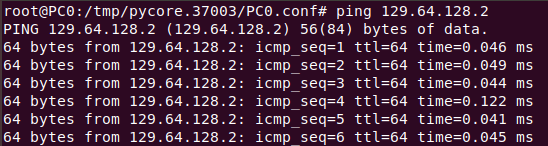 root@PC0:/tmp/pycore.37003/PC0.conf# ping 129.64.128.2
PING 129.64.128.2 (129.64.128.2) 56(84) bytes of data.
64 bytes from 129.64.128.2: icmp_seq=1 ttl=64 time=0.046 ms
64 bytes from 129.64.128.2: icmp_seq=2 ttl=64 time=0.049 ms
64 bytes from 129.64.128.2: icmp_seq=3 ttl=64 time=0.044 ms
64 bytes from 129.64.128.2: icmp_seq=4 ttl=64 time=0.122 ms
64 bytes from 129.64.128.2: icmp_seq=5 ttl=64 time=0.041 ms
64 bytes from 129.64.128.2: icmp_seq=6 ttl=64 time=0.045 ms